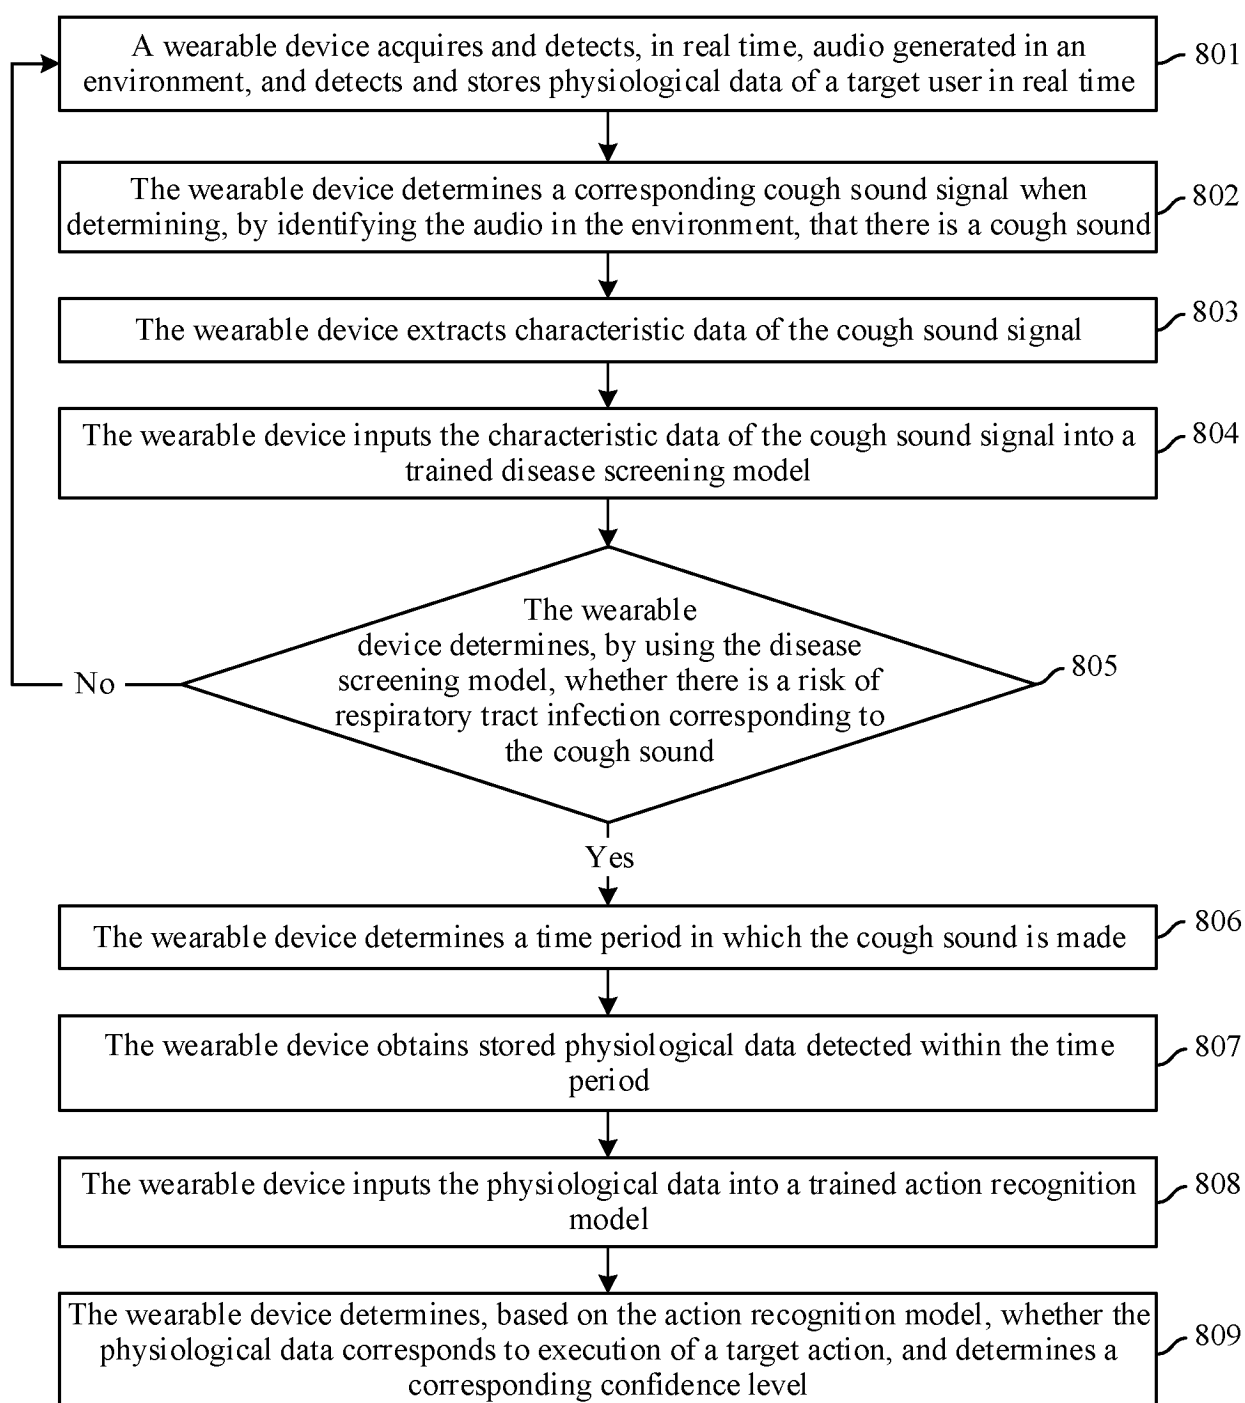 A wearable device acquires and detects, in real time, audio generated in an
environment, and detects and stores physiological data of a target user in real time
801
The wearable device determines a corresponding cough sound signal when
determining, by identifying the audio in the environment, that there is a cough sound
802
The wearable device extracts characteristic data of the cough sound signal
803
The wearable device inputs the characteristic data of the cough sound signal into a
trained disease screening model
804
The wearable
device determines, by using the disease
screening model, whether there is a risk of
respiratory tract infection corresponding to
the cough sound
805
No
Yes
The wearable device determines a time period in which the cough sound is made
806
The wearable device obtains stored physiological data detected within the time
period
807
The wearable device inputs the physiological data into a trained action recognition
model
808
The wearable device determines, based on the action recognition model, whether the
physiological data corresponds to execution of a target action, and determines a
corresponding confidence level
809